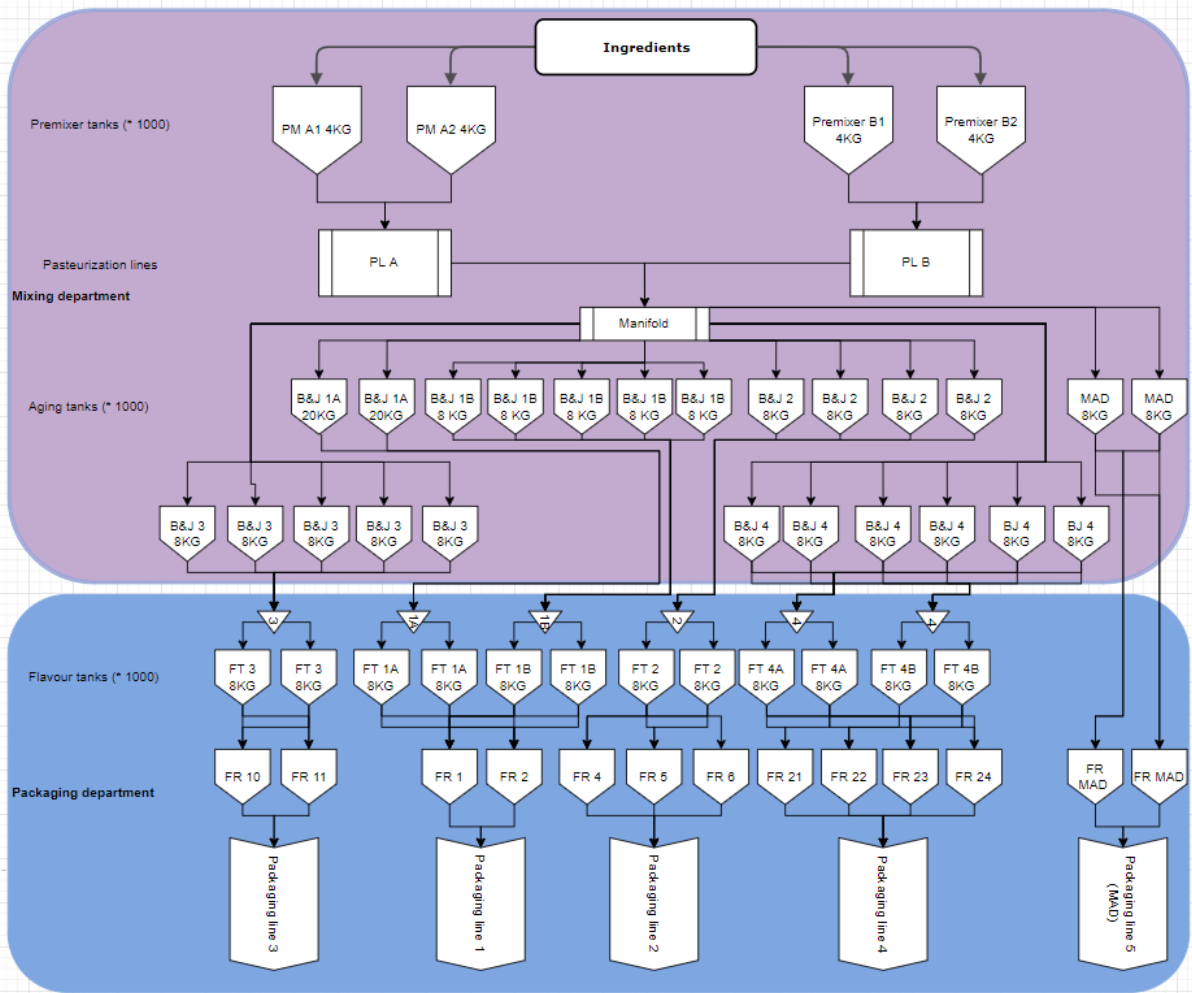 Ingredients
Premixer tanks (* 1000)
PM A1 4KG
PM A2 4KG
Premixer B1
4KG
Premixer B2
4KG
Pasteurization lines
PL A
PL B
Mixing department
Manifold
Aging tanks (* 1000)
B&J 1A
20KG
B&J 1A
20KG
B&J 1B
8 KG
B&J 1B
8 KG
B&J 1B
8 KG
B&J 1B
8 KG
B&J 1B
8 KG
B&J 2
8KG
B&J 2
8KG
B&J 2
8KG
B&J 2
8KG
MAD
8KG
MAD
8KG
B&J 3
8KG
B&J 3
8KG
B&J 3
8KG
B&J 3
8KG
B&J 3
8KG
B&J 4
8KG
B&J 4
8KG
B&J 4
8KG
B&J 4
8KG
BJ 4
8KG
BJ 4
8KG
3
1A
1B
2
4
4
Flavour tanks (* 1000)
FT 3
8KG
FT 3
8KG
FT 1A
8KG
FT 1A
8KG
FT 1B
8KG
FT 1B
8KG
FT 2
8KG
FT 2
8KG
FT 4A
8KG
FT 4A
8KG
FT 4B
8KG
FT 4B
8KG
Packaging department
FR 10
FR 11
FR 1
FR 2
FR 4
FR 5
FR 6
FR 21
FR 22
FR 23
FR 24
FR
MAD
FR MAD
Packaging line 3
Packaging line 1
Packaging line 2
Packaging line 4
Packaging line 5
(MAD)